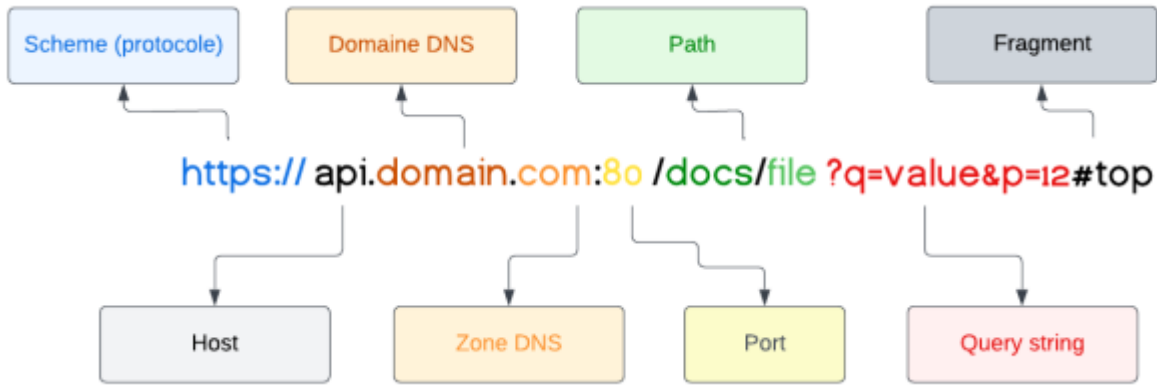 Scheme (protocole) Domaine DNS Path Fragment
https:// api.domain.com:80 /docs/file ?q=value&p=12#top
Host Zone DNS Port Query string